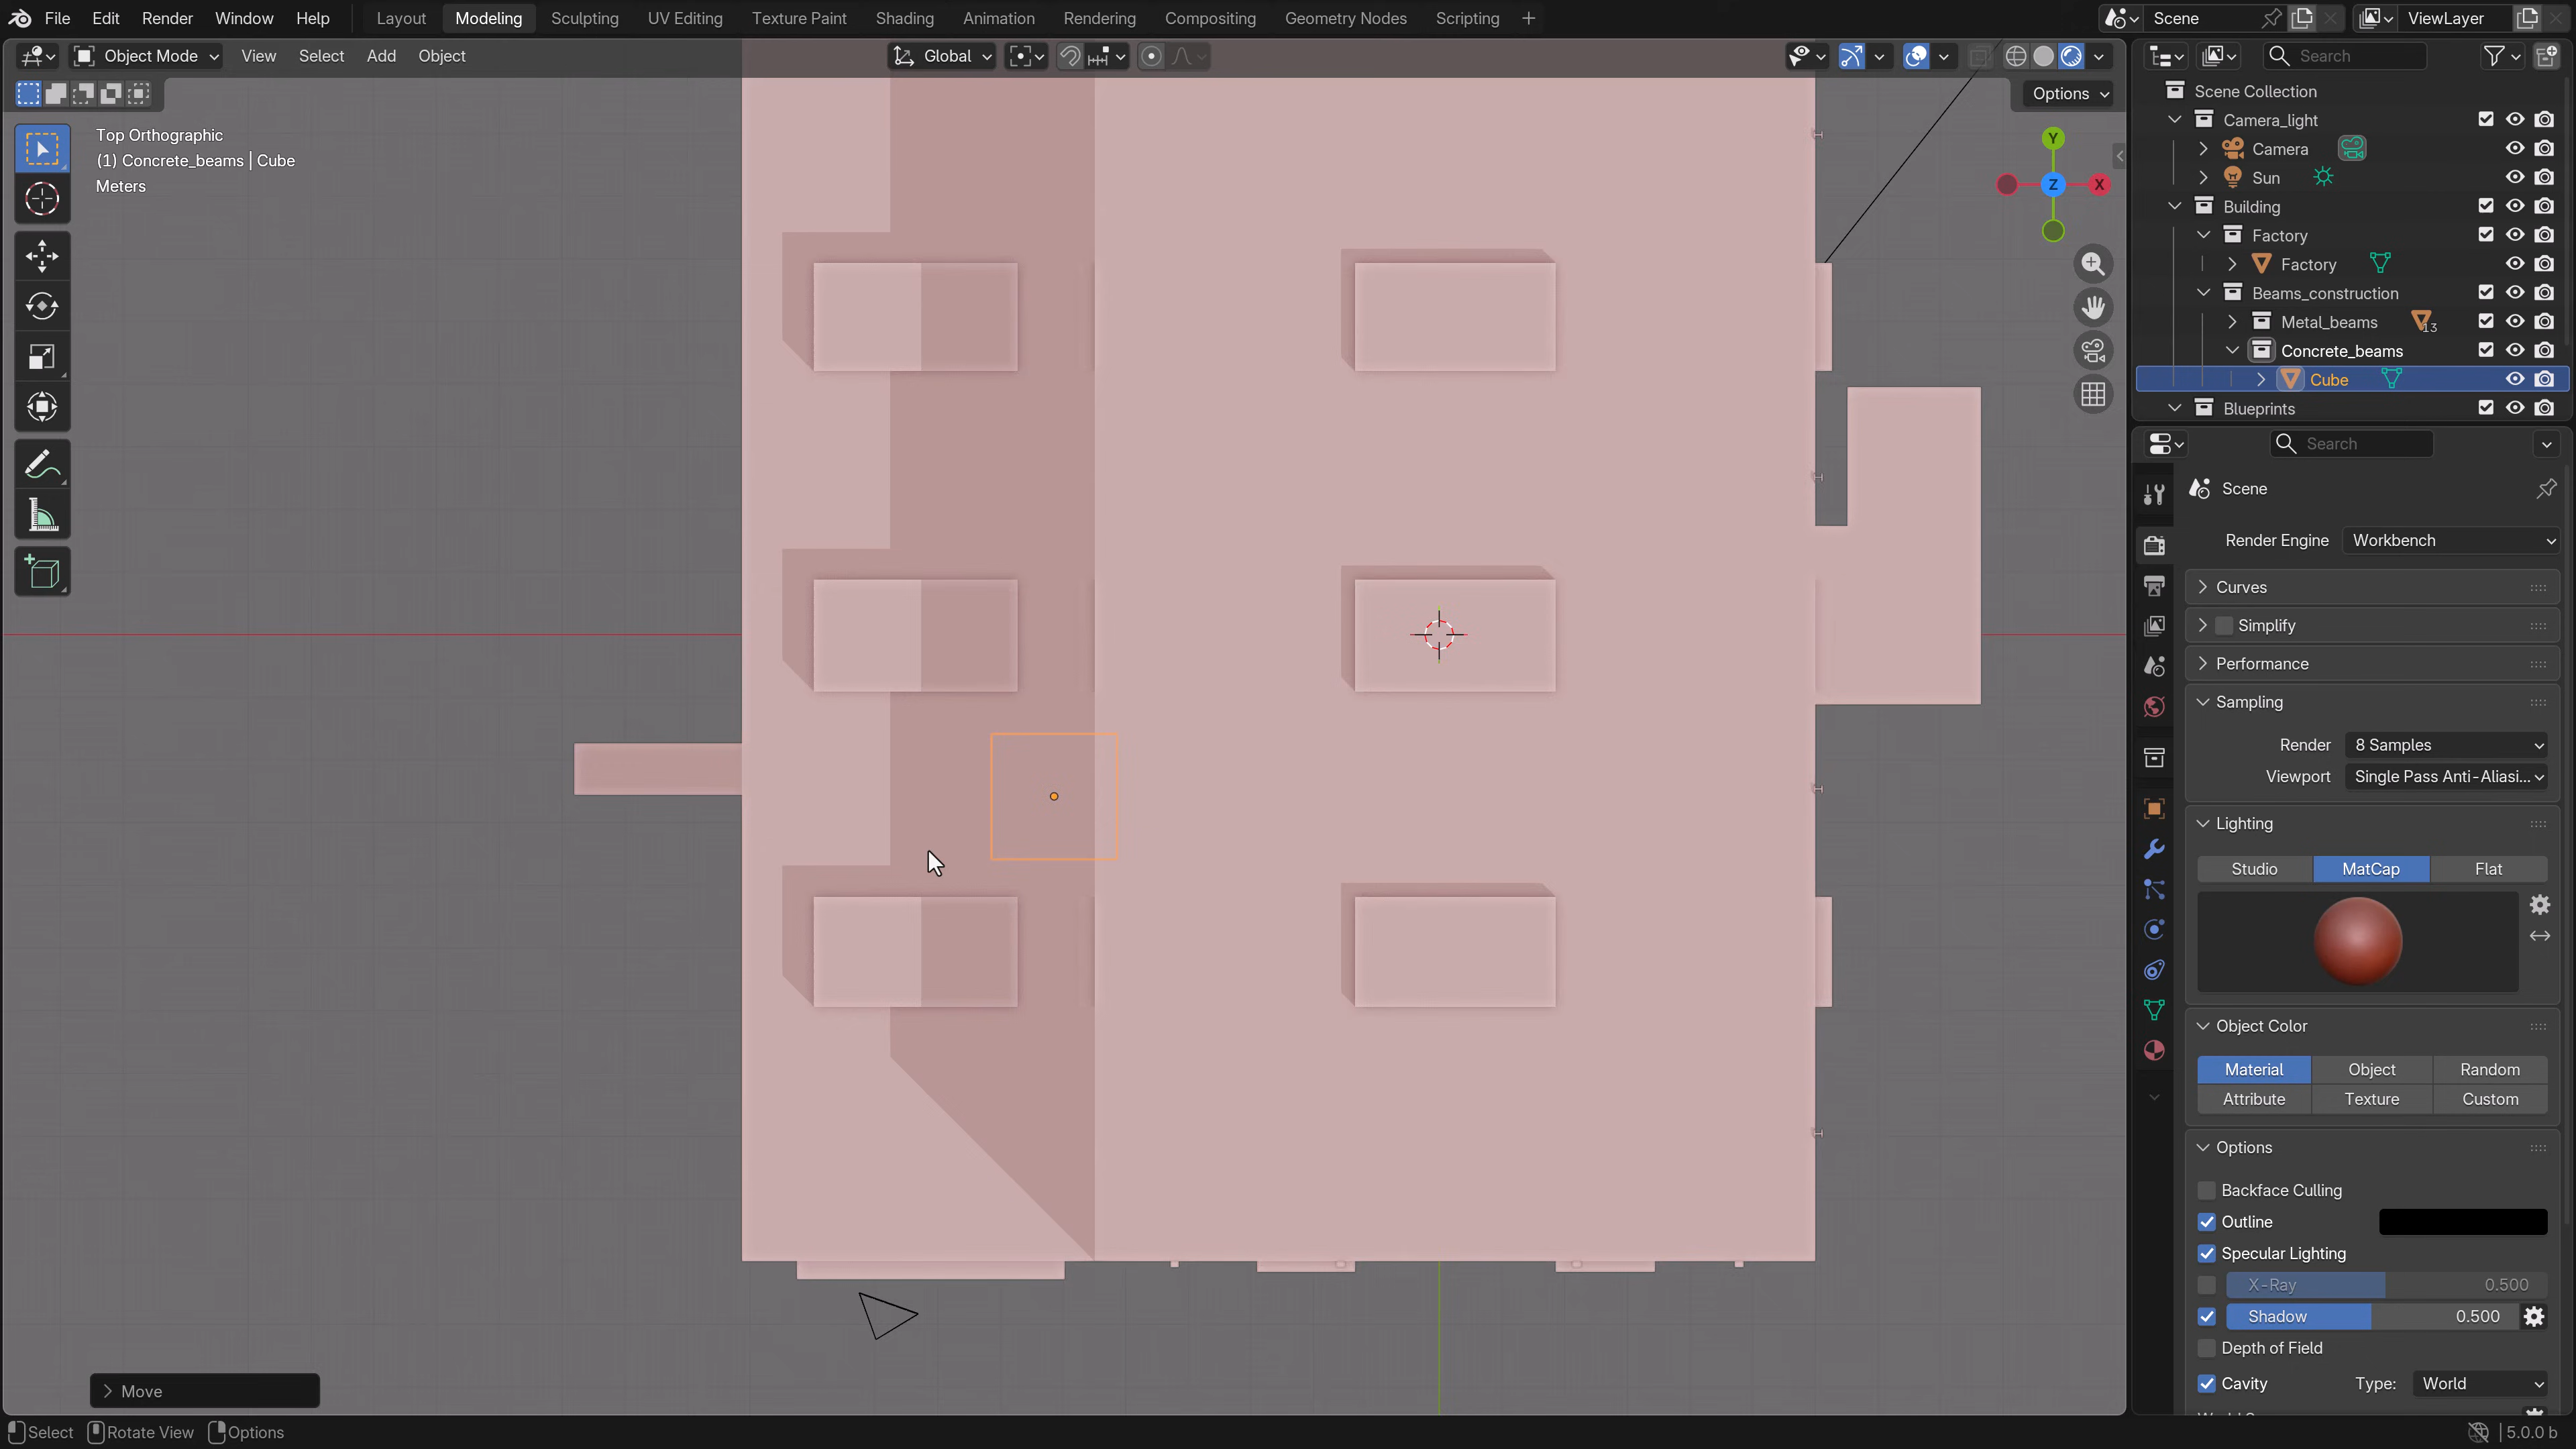 File Edit Render Window Help Layout Modeling Sculpting UV Editing Texture Paint Shading Animation Rendering Compositing Geometry Nodes Scripting + Scene ViewLayer
Object Mode View Select Add Object Global Search
Options
Top Orthographic
(1) Concrete_beams | Cube
Meters
Y
Z
X
Scene Collection
Camera_light
Camera
Sun
Building
Factory
Factory
Beams_construction
Metal_beams 13
Concrete_beams
Cube
Blueprints
Search
Scene
Render Engine Workbench
Curves
Simplify
Performance
Sampling
Render 8 Samples
Viewport Single Pass Anti-Aliasi...
Lighting
Studio MatCap Flat
Object Color
Material Object Random
Attribute Texture Custom
Options
Backface Culling
Outline
Specular Lighting
X-Ray 0.500
Shadow 0.500
Depth of Field
Cavity Type: World
Move
Select Rotate View Options 5.0.0 b